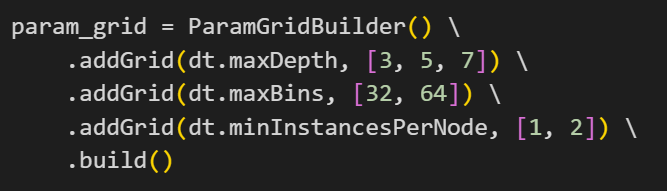 param_grid = ParamGridBuilder() \
    .addGrid(dt.maxDepth, [3, 5, 7]) \
    .addGrid(dt.maxBins, [32, 64]) \
    .addGrid(dt.minInstancesPerNode, [1, 2]) \
    .build()